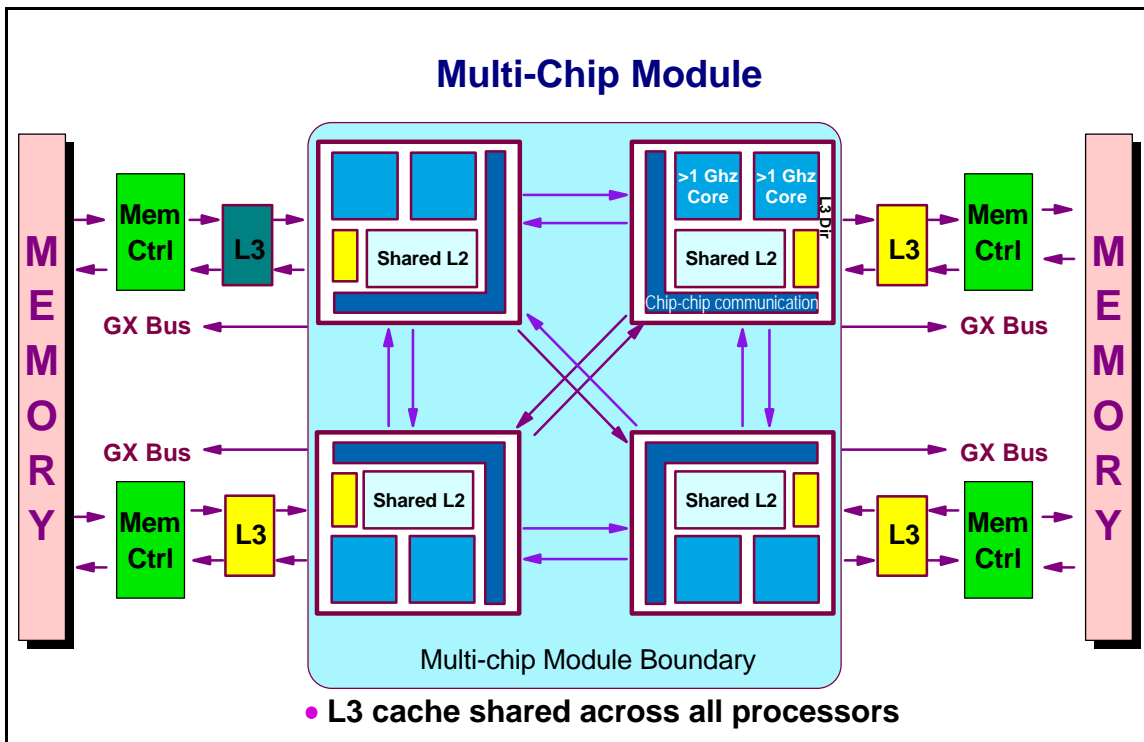 Multi-Chip Module
MEMORY
Mem
Ctrl
L3
GX Bus
Shared L2
>1 Ghz
Core
>1 Ghz
Core
L3 Dir
Shared L2
Chip-chip communication
L3
Mem
Ctrl
GX Bus
MEMORY
GX Bus
Mem
Ctrl
L3
Shared L2
Shared L2
GX Bus
L3
Mem
Ctrl
Multi-chip Module Boundary
• L3 cache shared across all processors